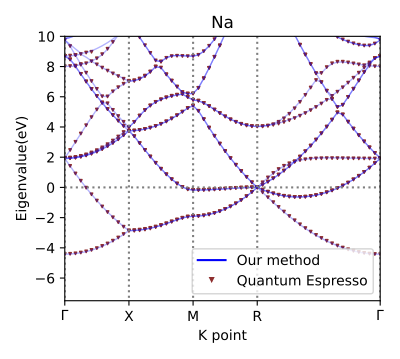 Na
10
8
6
4
2
0
−2
−4
−6
Eigenvalue(eV)
Our method
Quantum Espresso
Γ X M R Γ
K point